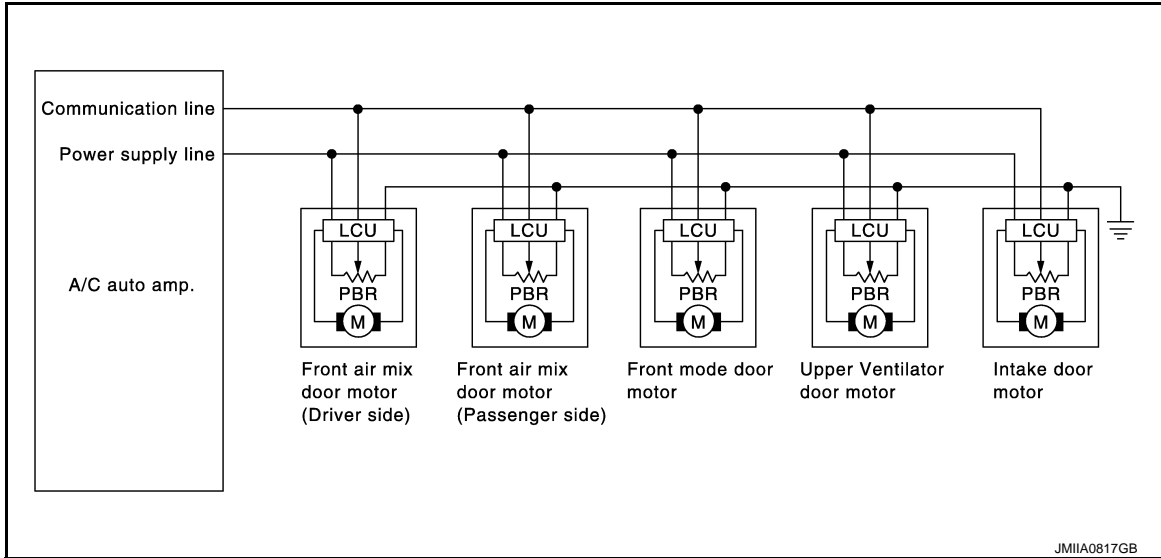 Communication line
Power supply line
A/C auto amp.
LCU
PBR
M
Front air mix
door motor
(Driver side)
LCU
PBR
M
Front air mix
door motor
(Passenger side)
LCU
PBR
M
Front mode door
motor
LCU
PBR
M
Upper Ventilator
door motor
LCU
PBR
M
Intake door
motor
JMIIA0817GB